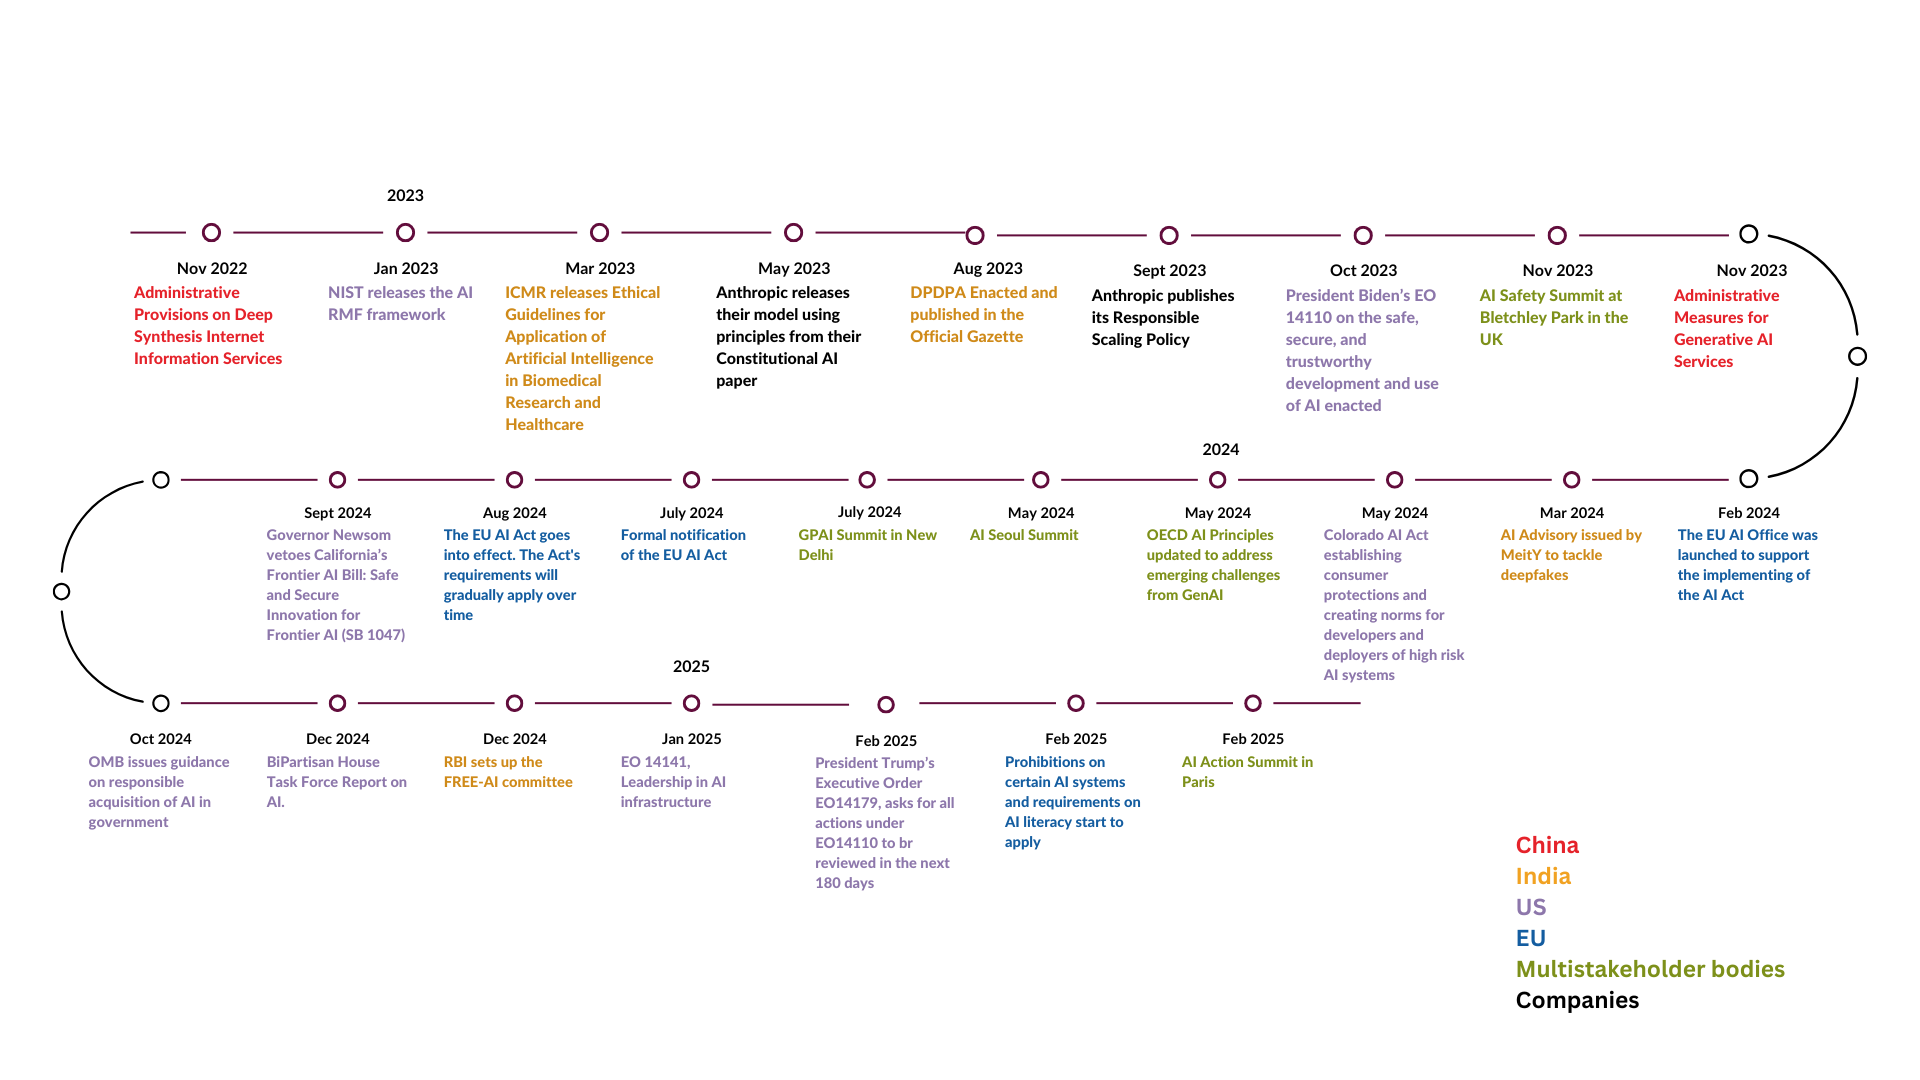 2023
Nov 2022
Administrative
Provisions on Deep
Synthesis Internet
Information Services
Jan 2023
NIST releases the AI
RMF framework
Mar 2023
ICMR releases Ethical
Guidelines for
Application of
Artificial Intelligence
in Biomedical
Research and
Healthcare
May 2023
Anthropic releases
their model using
principles from their
Constitutional AI
paper
Aug 2023
DPDPA Enacted and
published in the
Official Gazette
Sept 2023
Anthropic publishes
its Responsible
Scaling Policy
Oct 2023
President Biden's EO
14110 on the safe,
secure, and
trustworthy
development and use
of AI enacted
Nov 2023
AI Safety Summit at
Bletchley Park in the
UK
Nov 2023
Administrative
Measures for
Generative AI
Services
2024
Sept 2024
Governor Newsom
vetoes California's
Frontier AI Bill: Safe
and Secure
Innovation for
Frontier AI (SB 1047)
Aug 2024
The EU AI Act goes
into effect. The Act's
requirements will
gradually apply over
time
July 2024
Formal notification
of the EU AI Act
July 2024
GPAI Summit in New
Delhi
May 2024
AI Seoul Summit
May 2024
OECD AI Principles
updated to address
emerging challenges
from GenAI
May 2024
Colorado AI Act
establishing
consumer
protections and
creating norms for
developers and
deployers of high risk
AI systems
Mar 2024
AI Advisory issued by
MeitY to tackle
deepfakes
Feb 2024
The EU AI Office was
launched to support
the implementing of
the AI Act
2025
Oct 2024
OMB issues guidance
on responsible
acquisition of AI in
government
Dec 2024
BiPartisan House
Task Force Report on
AI.
Dec 2024
RBI sets up the
FREE-AI committee
Jan 2025
EO 14141,
Leadership in AI
infrastructure
Feb 2025
President Trump's
Executive Order
EO14179, asks for all
actions under
EO14110 to br
reviewed in the next
180 days
Feb 2025
Prohibitions on
certain AI systems
and requirements on
AI literacy start to
apply
Feb 2025
AI Action Summit in
Paris
China
India
US
EU
Multistakeholder bodies
Companies